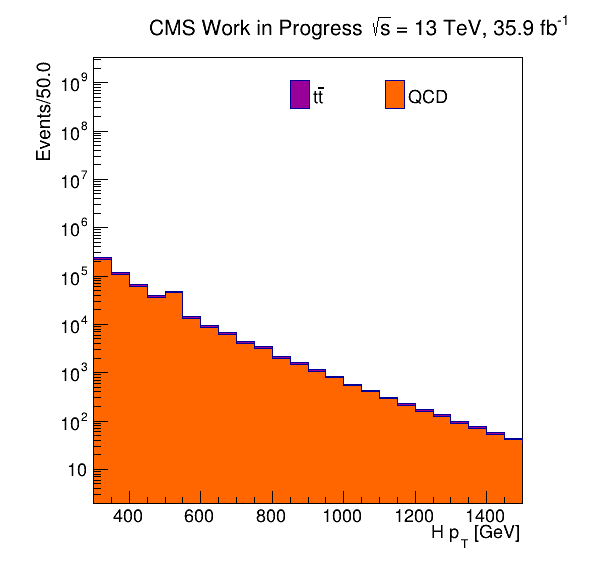 CMS Work in Progress √s = 13 TeV, 35.9 fb⁻¹
Events/50.0
tt̄
QCD
10⁹
10⁸
10⁷
10⁶
10⁵
10⁴
10³
10²
10
400 600 800 1000 1200 1400
H p_T [GeV]